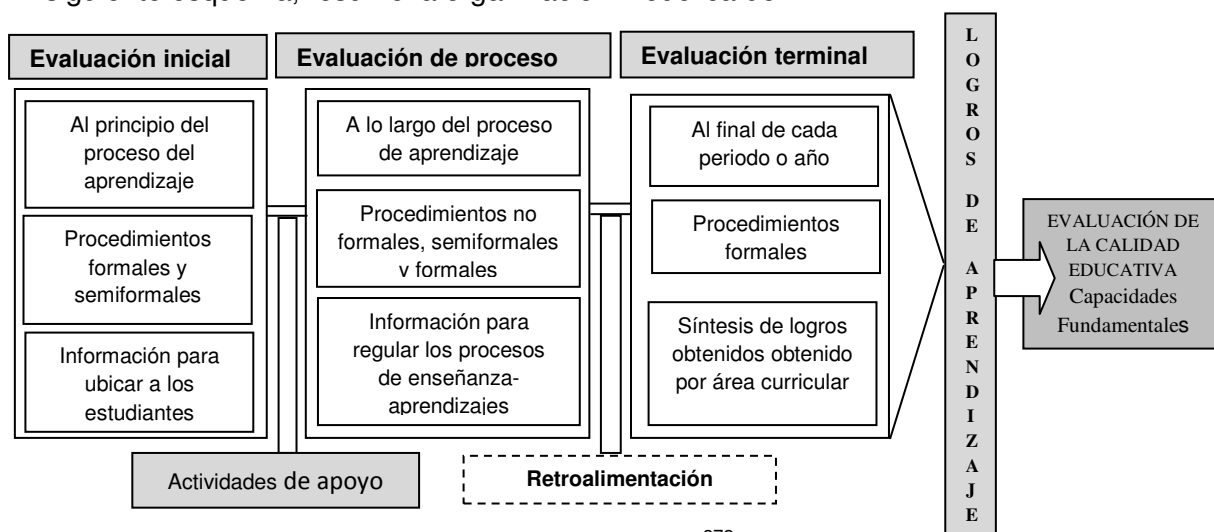 Evaluación inicial
Al principio del
proceso del
aprendizaje
Procedimientos
formales y
semiformales
Información para
ubicar a los
estudiantes
Evaluación de proceso
A lo largo del proceso
de aprendizaje
Procedimientos no
formales, semiformales
y formales
Información para
regular los procesos
de enseñanza-
aprendizajes
Evaluación terminal
Al final de cada
periodo o año
Procedimientos
formales
Síntesis de logros
obtenidos obtenido
por área curricular
Actividades de apoyo
Retroalimentación
LOGROS DE APRENDIZAJE
EVALUACIÓN DE
LA CALIDAD
EDUCATIVA
Capacidades
Fundamentales